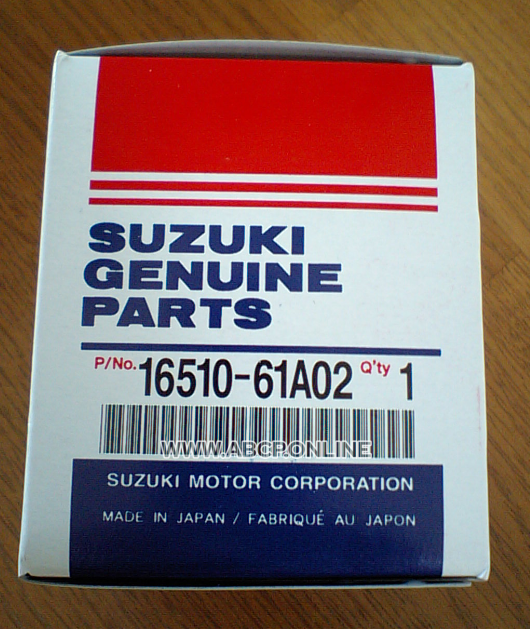 SUZUKI
GENUINE
PARTS
P/No. 16510-61A02 Q'ty 1
WWW.ABCP.ONLINE
SUZUKI MOTOR CORPORATION
MADE IN JAPAN / FABRIQUÉ AU JAPON